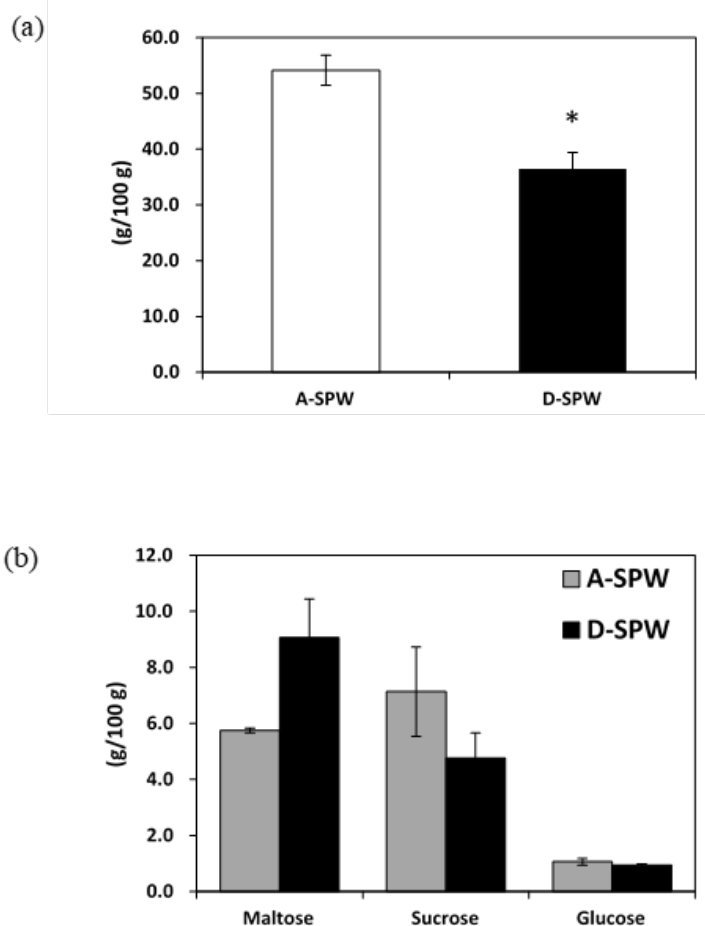 (a)
60.0
50.0
40.0
30.0
20.0
10.0
0.0
(g/100 g)
*
A-SPW D-SPW
(b)
12.0
10.0
8.0
6.0
4.0
2.0
0.0
(g/100 g)
A-SPW
D-SPW
Maltose Sucrose Glucose